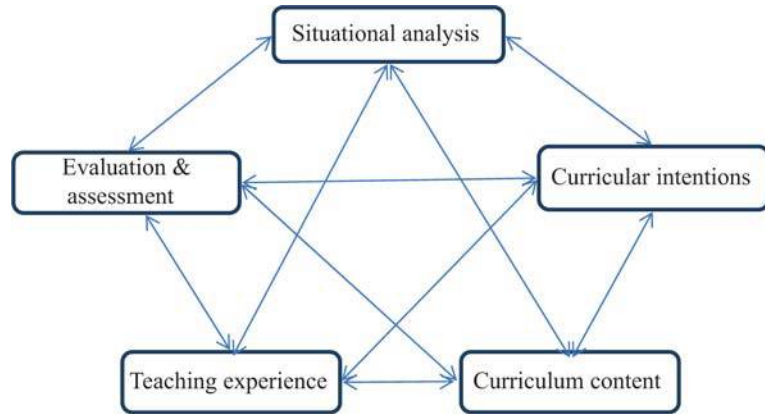 Situational analysis
Evaluation &
assessment
Curricular intentions
Teaching experience
Curriculum content